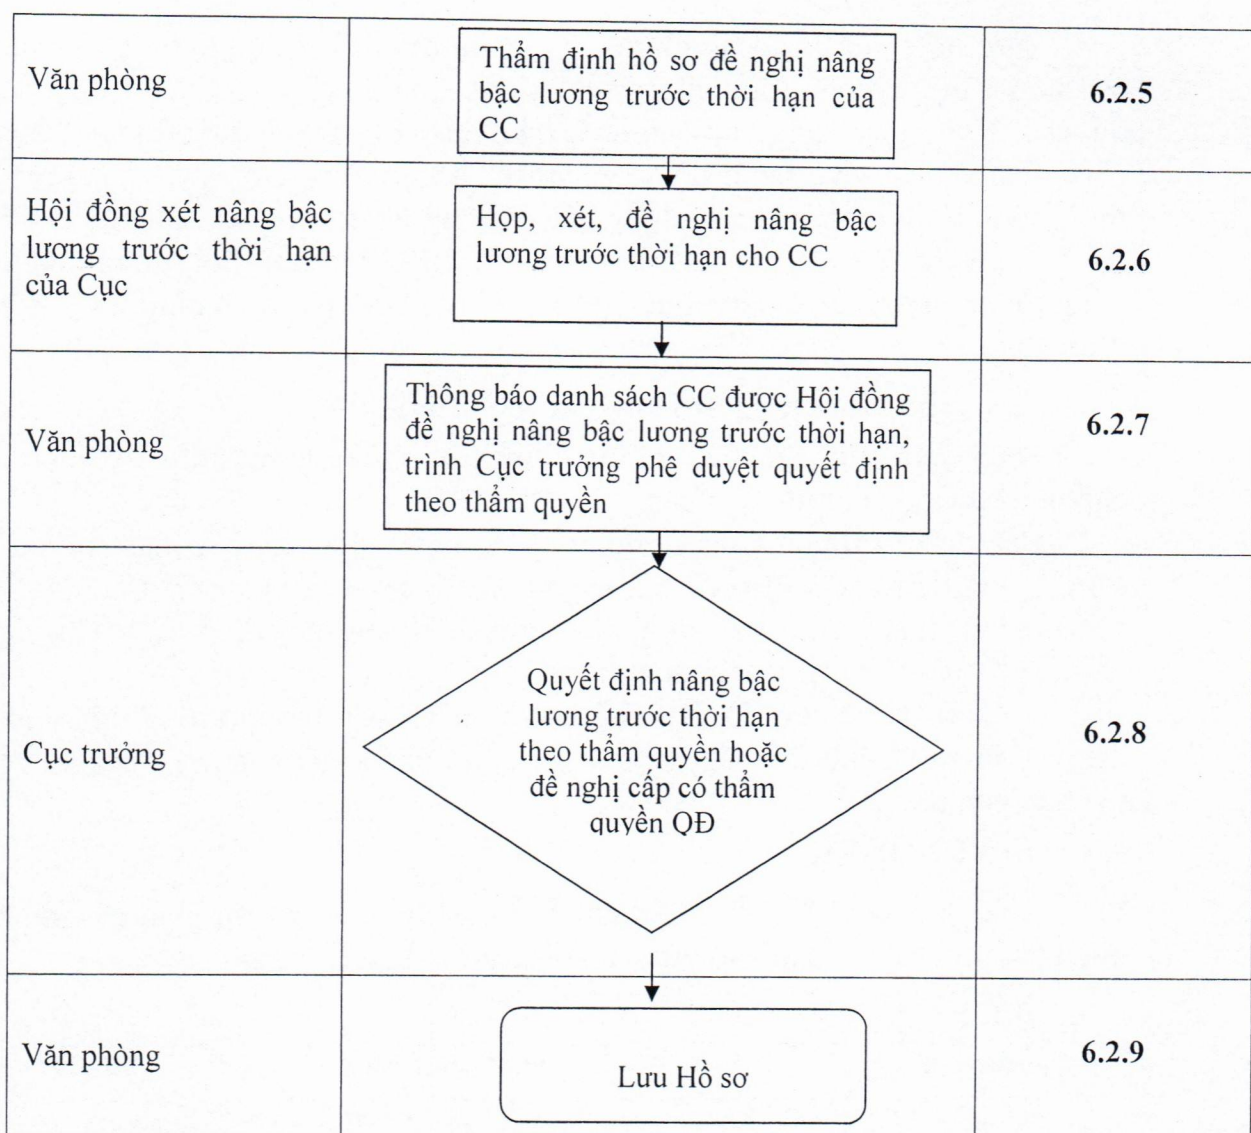 Văn phòng
Thẩm định hồ sơ đề nghị nâng
bậc lương trước thời hạn của
CC
6.2.5
Hội đồng xét nâng bậc
lương trước thời hạn
của Cục
Họp, xét, đề nghị nâng bậc
lương trước thời hạn cho CC
6.2.6
Văn phòng
Thông báo danh sách CC được Hội đồng
đề nghị nâng bậc lương trước thời hạn,
trình Cục trưởng phê duyệt quyết định
theo thẩm quyền
6.2.7
Cục trưởng
Quyết định nâng bậc
lương trước thời hạn
theo thẩm quyền hoặc
đề nghị cấp có thẩm
quyền QĐ
6.2.8
Văn phòng
Lưu Hồ sơ
6.2.9